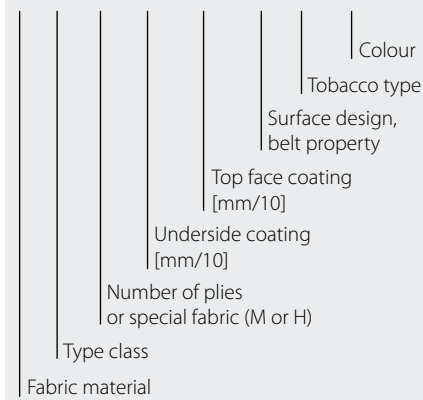 Colour
Tobacco type
Surface design,
belt property
Top face coating
[mm/10]
Underside coating
[mm/10]
Number of plies
or special fabric (M or H)
Type class
Fabric material